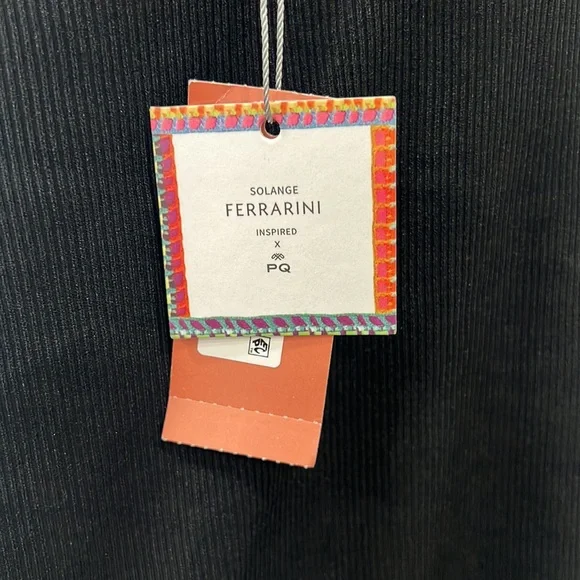 SOLANGE
FERRARINI
INSPIRED
X
PQ